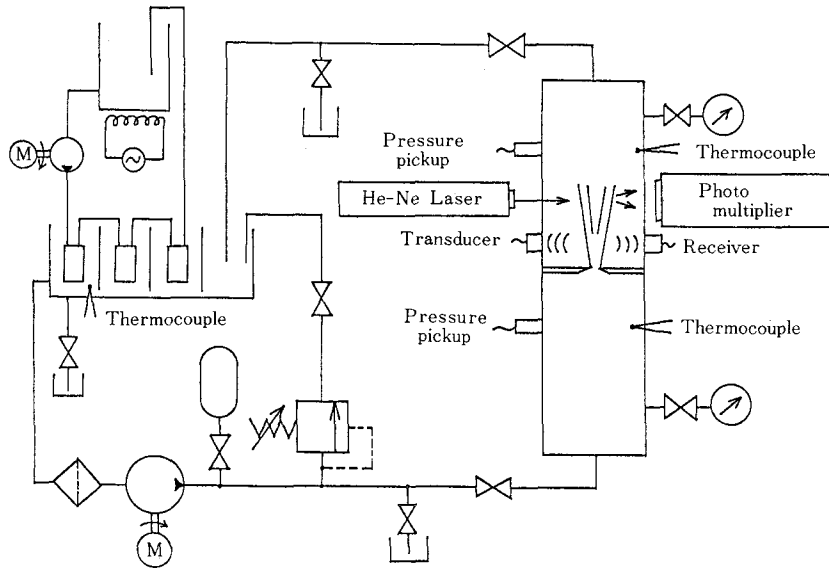 M
Pressure
pickup
Thermocouple
He-Ne Laser
Photo
multiplier
Transducer
Receiver
Thermocouple
Pressure
pickup
Thermocouple
M